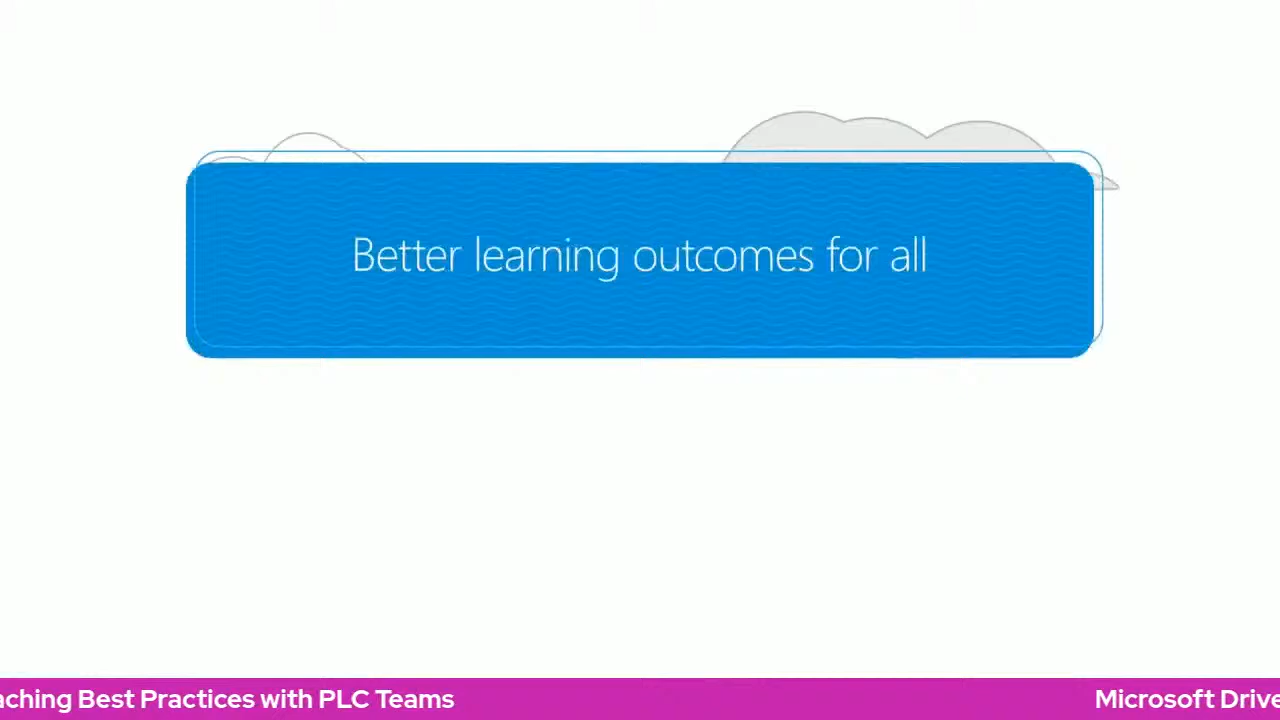 Better learning outcomes for all
aching Best Practices with PLC Teams
Microsoft Drive